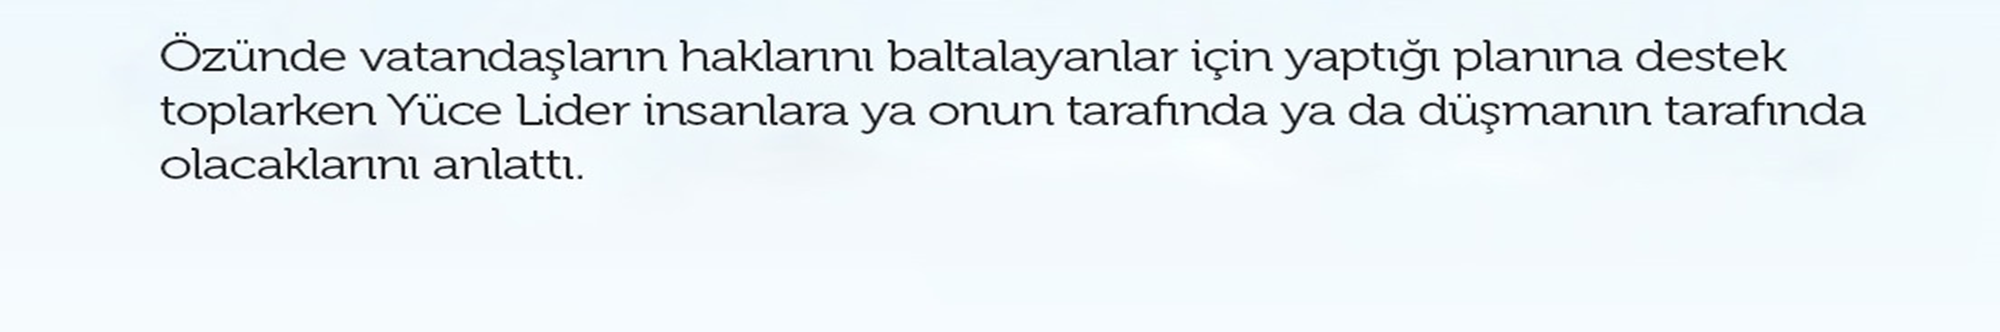 Özünde vatandaşların haklarını baltalayanlar için yaptığı planına destek
toplarken Yüce Lider insanlara ya onun tarafında ya da düşmanın tarafında
olacaklarını anlattı.